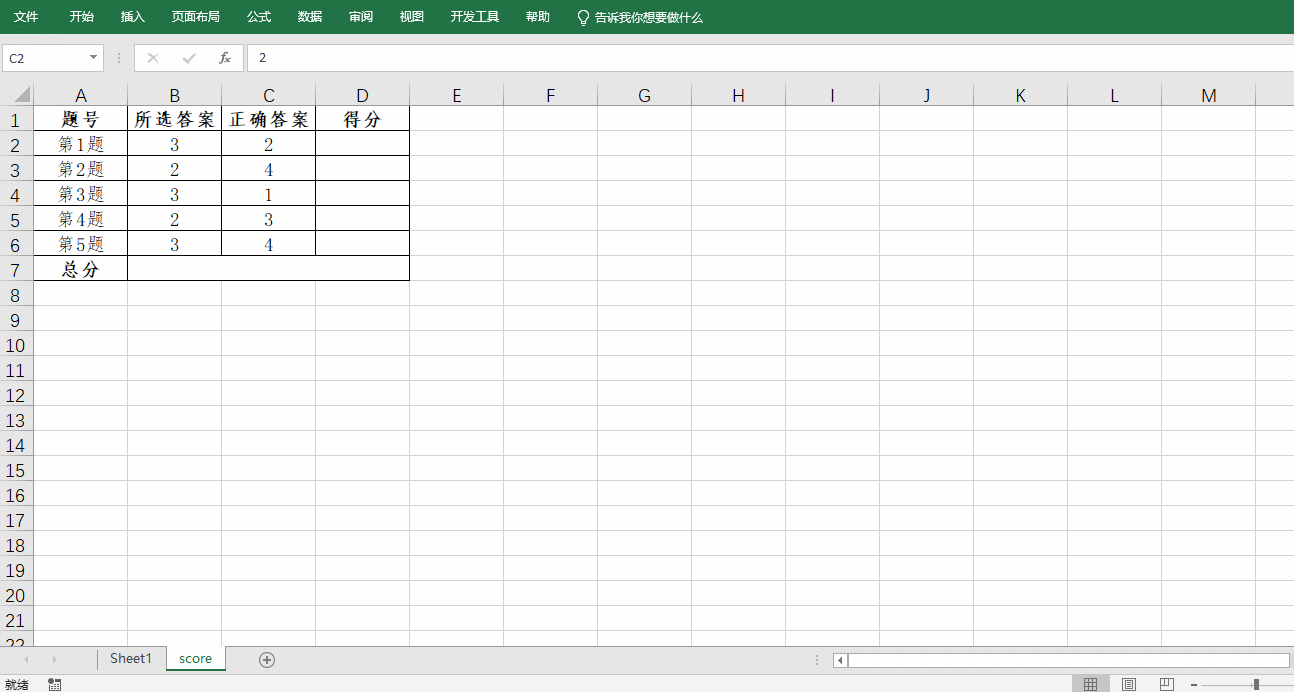 文件 开始 插入 页面布局 公式 数据 审阅 视图 开发工具 帮助 告诉我你想要做什么
C2 fx 2
A B C D E F G H I J K L M
1 题号 所选答案 正确答案 得分
2 第1题 3 2
3 第2题 2 4
4 第3题 3 1
5 第4题 2 3
6 第5题 3 4
7 总分
8
9
10
11
12
13
14
15
16
17
18
19
20
21
22
Sheet1 score
就绪